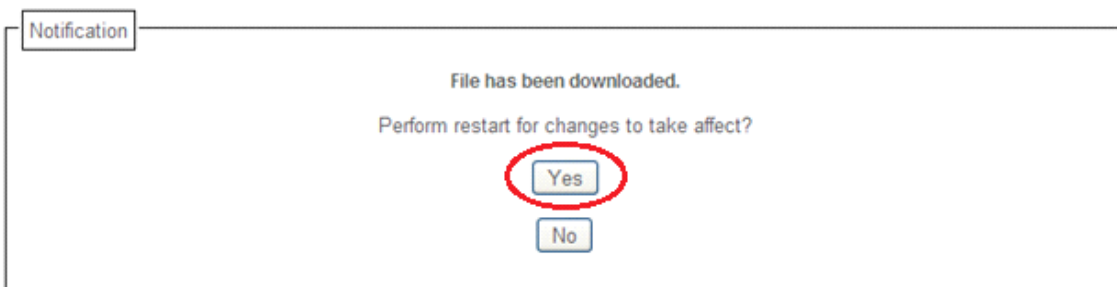 Notification
File has been downloaded.
Perform restart for changes to take affect?
Yes
No